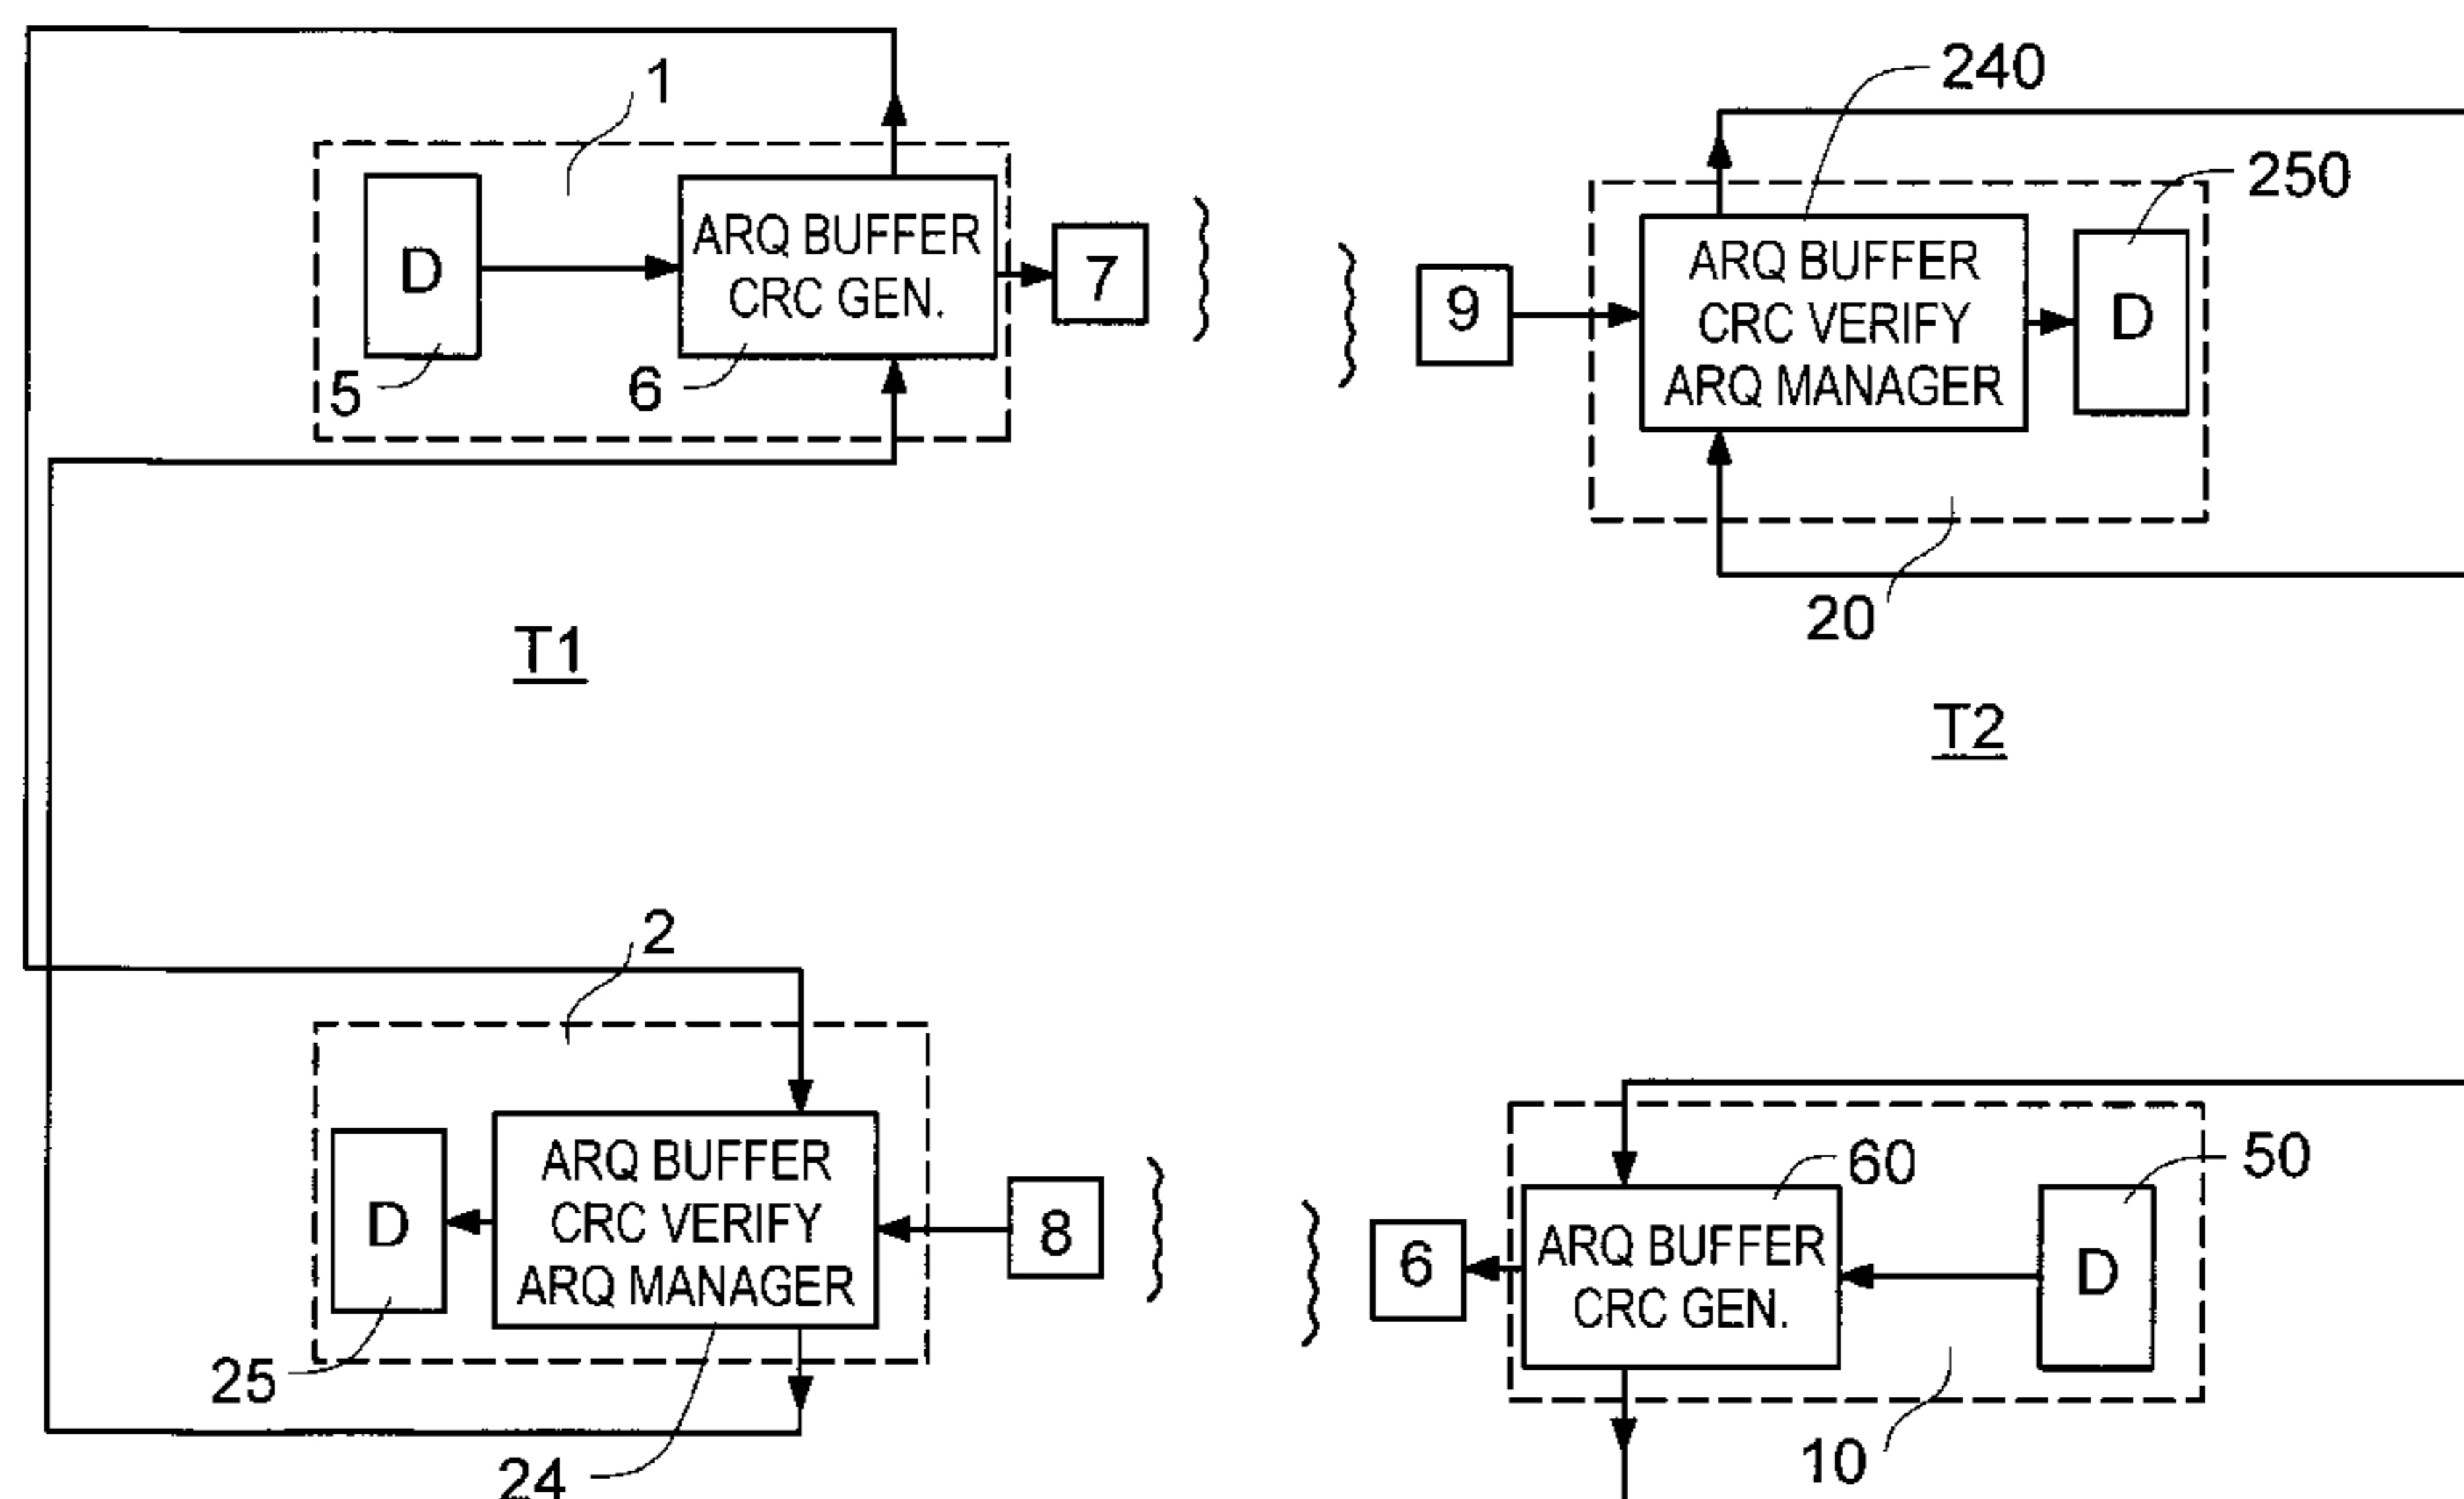 1
240
250
D
ARQ BUFFER
CRC GEN.
7
9
ARQ BUFFER
CRC VERIFY
ARQ MANAGER
D
5
6
20
T1
T2
2
D
ARQ BUFFER
CRC VERIFY
ARQ MANAGER
8
60
50
6
ARQ BUFFER
CRC GEN.
D
25
24
10